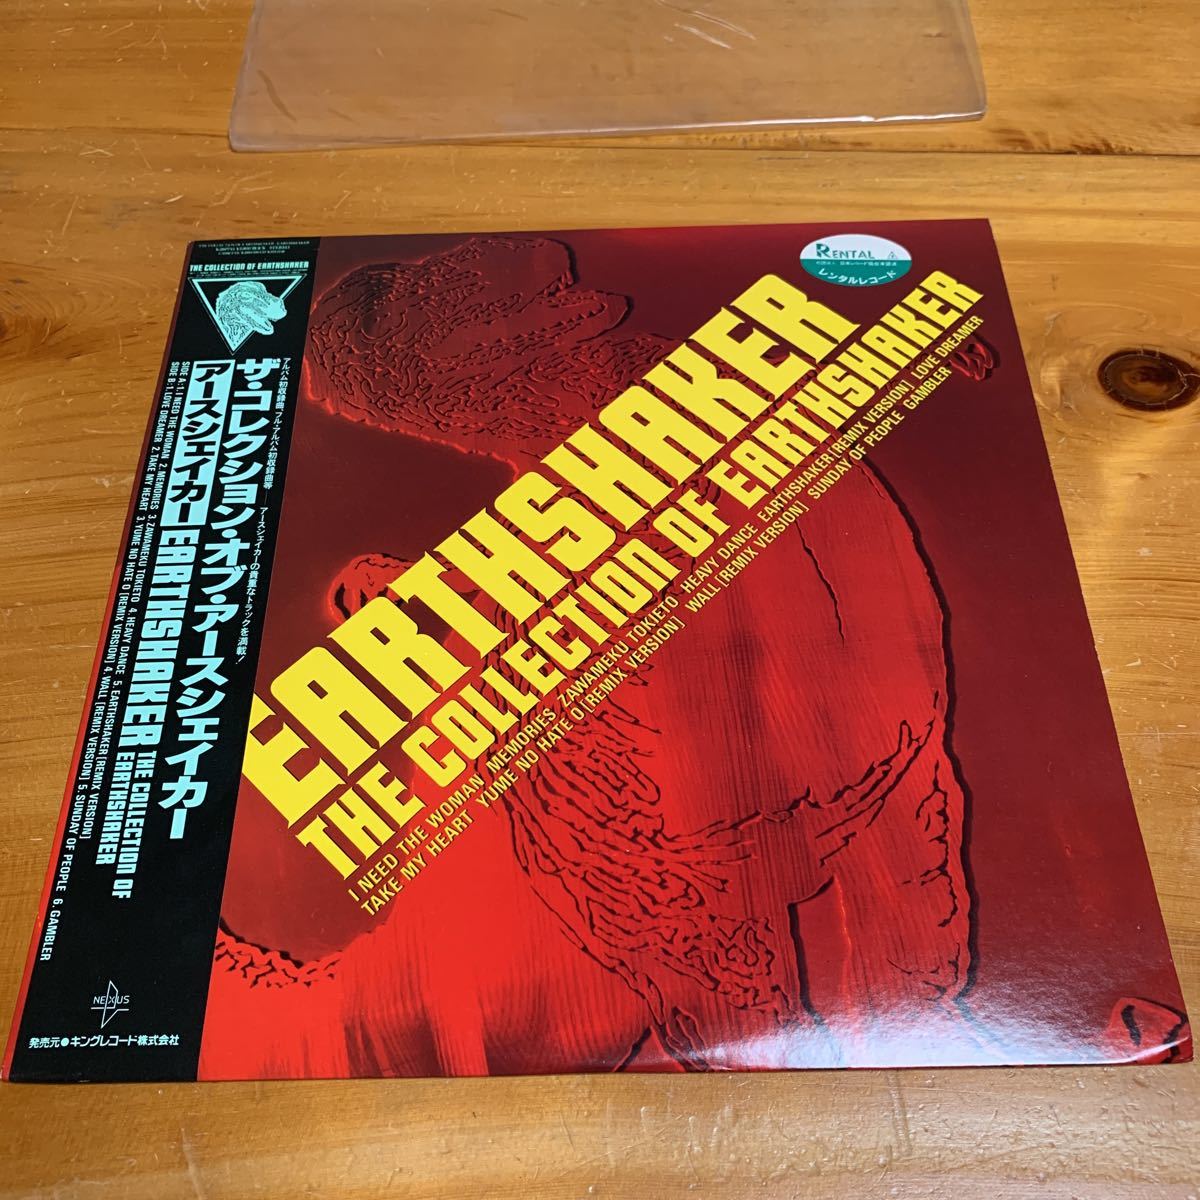 THE COLLECTION OF EARTHSHAKER
アルバム初収録曲、フル・アルバム初収録曲等──アースシェイカーの貴重なトラックを満載!
ザ・コレクション・オブ・アースシェイカー
[アースシェイカー] EARTHSHAKER THE COLLECTION OF
EARTHSHAKER
SIDE A:1. I NEED THE WOMAN 2. MEMORIES 3. ZAWAMEKU TOKIETO 4. HEAVY DANCE 5. EARTHSHAKER [REMIX VERSION]
SIDE B:1. LOVE DREAMER 2. TAKE MY HEART 3. YUME NO HATE O [REMIX VERSION] 4. WALL [REMIX VERSION] 5. SUNDAY OF PEOPLE 6. GAMBLER
NEXUS
発売元●キングレコード株式会社
RENTAL
レンタルレコード
EARTHSHAKER
THE COLLECTION OF EARTHSHAKER
I NEED THE WOMAN MEMORIES ZAWAMEKU TOKIETO HEAVY DANCE EARTHSHAKER [REMIX VERSION] LOVE DREAMER
TAKE MY HEART YUME NO HATE O [REMIX VERSION] WALL [REMIX VERSION] SUNDAY OF PEOPLE GAMBLER